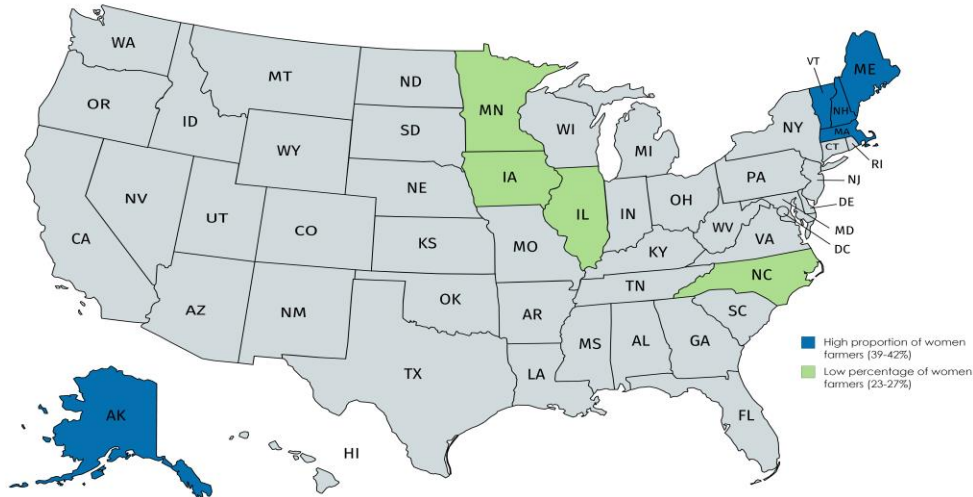 WA
MT
ND
MN
OR
ID
SD
WI
WY
MI
NY
VT
ME
NH
MA
CT
RI
NE
IA
PA
NJ
NV
UT
CO
IL
IN
OH
DE
CA
KS
MO
WV
MD
VA
DC
KY
NC
AZ
NM
OK
TN
AR
SC
MS
AL
GA
TX
LA
High proportion of women
farmers (39-42%)
Low percentage of women
farmers (23-27%)
FL
AK
HI